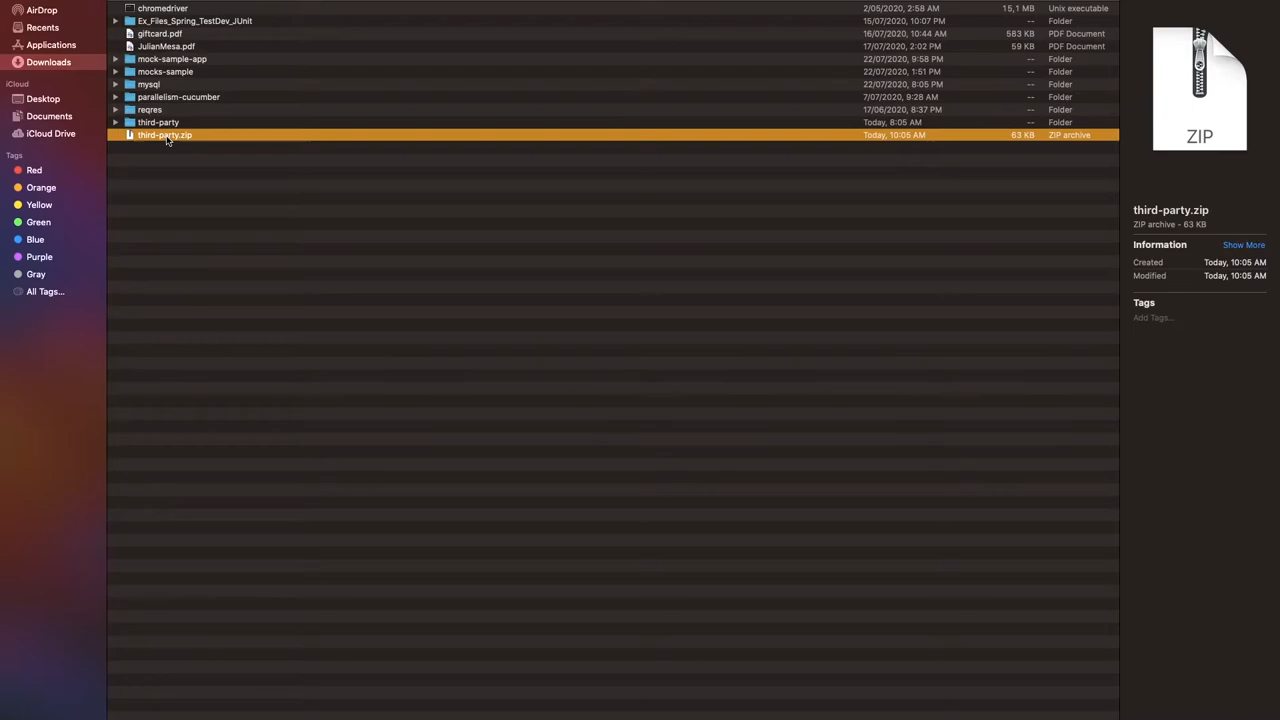 AirDrop
Recents
Applications
Downloads
iCloud
Desktop
Documents
iCloud Drive
Tags
Red
Orange
Yellow
Green
Blue
Purple
Gray
All Tags...
chromedriver 2/05/2020, 2:58 AM 15,1 MB Unix executable
Ex_Files_Spring_TestDev_JUnit 15/07/2020, 10:07 PM -- Folder
giftcard.pdf 16/07/2020, 10:44 AM 583 KB PDF Document
JulianMesa.pdf 17/07/2020, 2:02 PM 59 KB PDF Document
mock-sample-app 22/07/2020, 9:58 PM -- Folder
mocks-sample 22/07/2020, 1:51 PM -- Folder
mysql 22/07/2020, 8:05 PM -- Folder
parallelism-cucumber 7/07/2020, 9:28 AM -- Folder
reqres 17/06/2020, 8:37 PM -- Folder
third-party Today, 8:05 AM -- Folder
third-party.zip Today, 10:05 AM 63 KB ZIP archive
ZIP
third-party.zip
ZIP archive - 63 KB
Information Show More
Created Today, 10:05 AM
Modified Today, 10:05 AM
Tags
Add Tags...